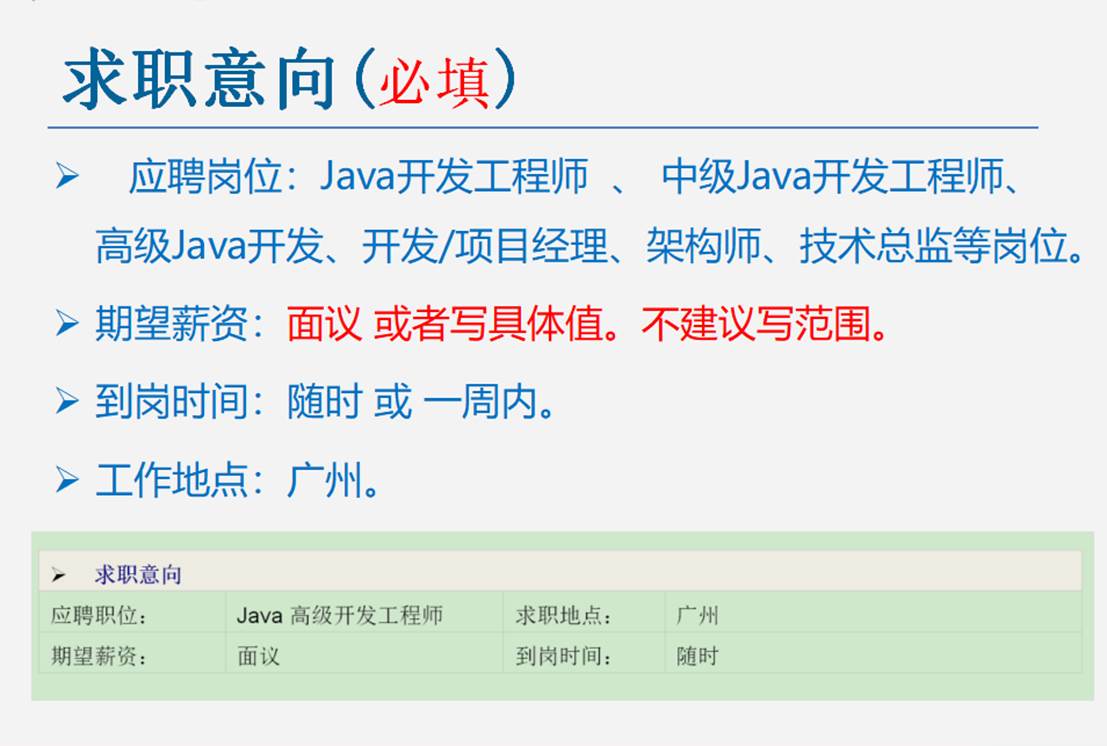 求职意向(必填)
➢ 应聘岗位：Java开发工程师 、 中级Java开发工程师、
高级Java开发、开发/项目经理、架构师、技术总监等岗位。
➢ 期望薪资：面议 或者写具体值。不建议写范围。
➢ 到岗时间：随时 或 一周内。
➢ 工作地点：广州。
➢ 求职意向
应聘职位： Java 高级开发工程师 求职地点： 广州
期望薪资： 面议 到岗时间： 随时